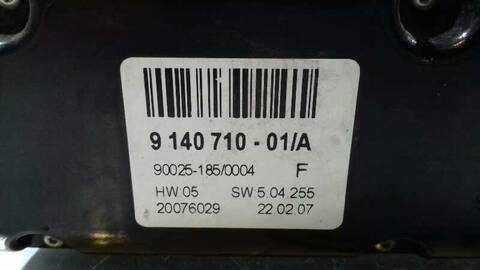 9 140 710 - 01/A
90025-185/0004 F
HW 05 SW 5.04 255
20076029 22 02 07